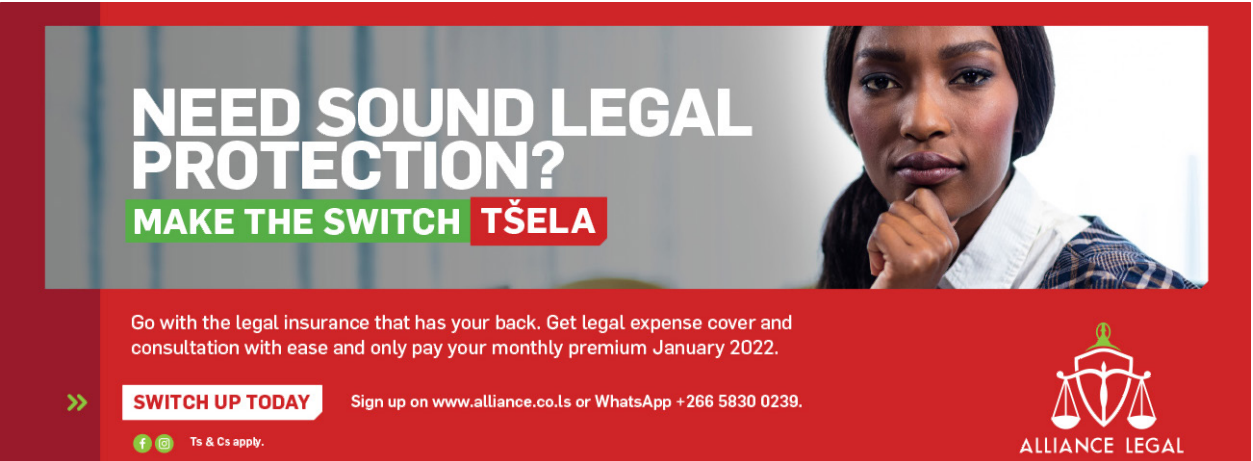 NEED SOUND LEGAL
PROTECTION?
MAKE THE SWITCH TŠELA
Go with the legal insurance that has your back. Get legal expense cover and
consultation with ease and only pay your monthly premium January 2022.
SWITCH UP TODAY
Sign up on www.alliance.co.ls or WhatsApp +266 5830 0239.
Ts & Cs apply.
ALLIANCE LEGAL